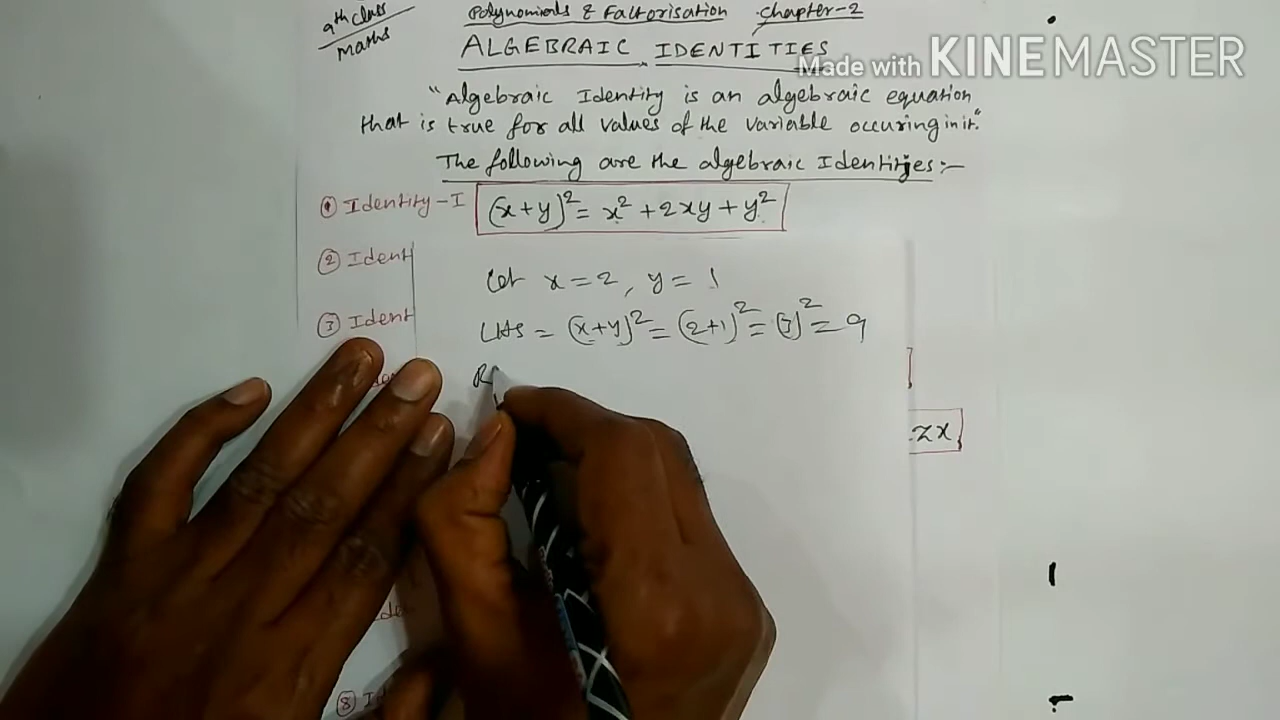 9th class
maths
Polynomials & Factorisation chapter-2
ALGEBRAIC IDENTITIES
Made with KINEMASTER
"Algebraic Identity is an algebraic equation
that is true for all values of the variable occuring in it."
The following are the algebraic Identities:-
① Identity-I (x+y)² = x² + 2xy + y²
② Ident
Let x = 2, y = 1
③ Ident
LHS = (x+y)² = (2+1)² = (3)² = 9
R
zx
⑧ I